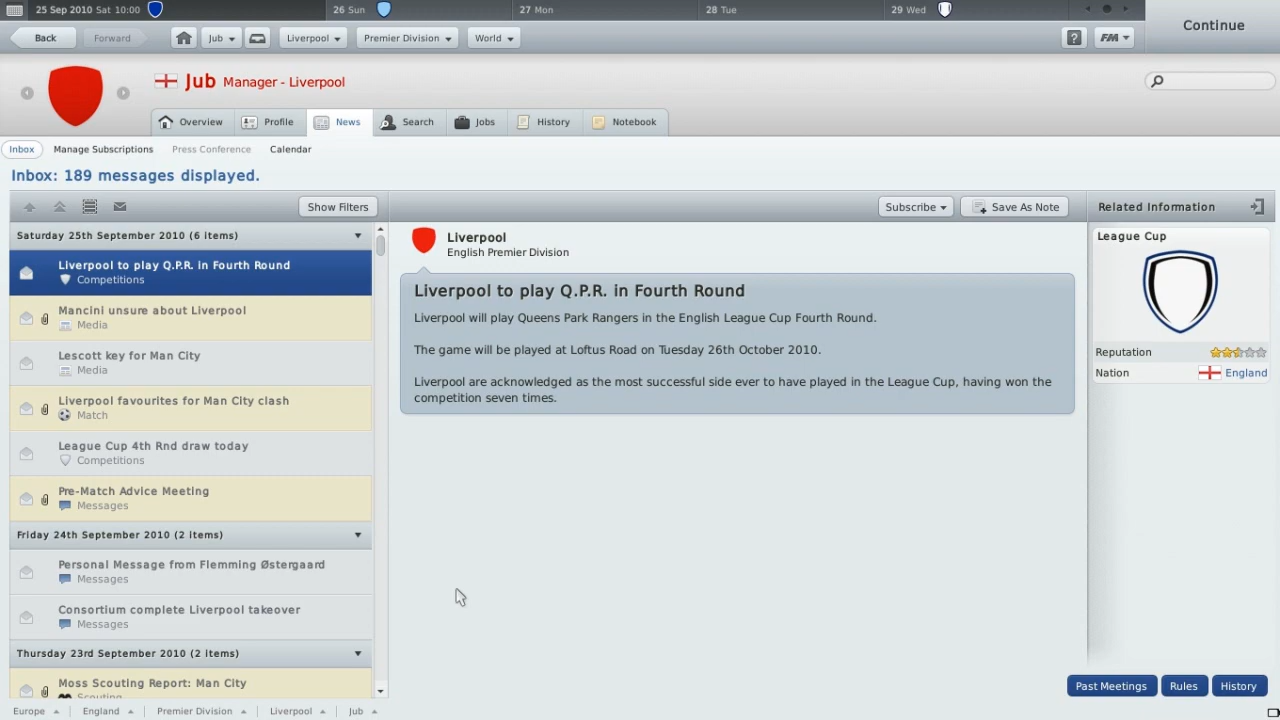 25 Sep 2010 Sat 10:00
26 Sun
27 Mon
28 Tue
29 Wed
Continue
Back
Forward
Jub
Liverpool
Premier Division
World
?
FM
Jub Manager - Liverpool
Overview
Profile
News
Search
Jobs
History
Notebook
Inbox
Manage Subscriptions
Press Conference
Calendar
Inbox: 189 messages displayed.
Show Filters
Subscribe
Save As Note
Related Information
Saturday 25th September 2010 (6 items)
Liverpool to play Q.P.R. in Fourth Round
Competitions
Mancini unsure about Liverpool
Media
Lescott key for Man City
Media
Liverpool favourites for Man City clash
Match
League Cup 4th Rnd draw today
Competitions
Pre-Match Advice Meeting
Messages
Friday 24th September 2010 (2 items)
Personal Message from Flemming Østergaard
Messages
Consortium complete Liverpool takeover
Messages
Thursday 23rd September 2010 (2 items)
Moss Scouting Report: Man City
Scouting
Liverpool
English Premier Division
Liverpool to play Q.P.R. in Fourth Round
Liverpool will play Queens Park Rangers in the English League Cup Fourth Round.
The game will be played at Loftus Road on Tuesday 26th October 2010.
Liverpool are acknowledged as the most successful side ever to have played in the League Cup, having won the
competition seven times.
League Cup
Reputation
Nation England
Past Meetings
Rules
History
Europe
England
Premier Division
Liverpool
Jub